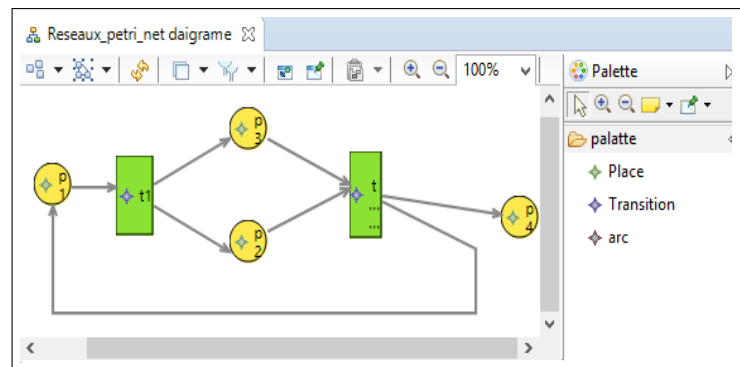 Reseaux_petri_net daigrame
100%
Palette
palatte
Place
Transition
arc
p
3
p
1
t1
t
...
...
p
2
p
4